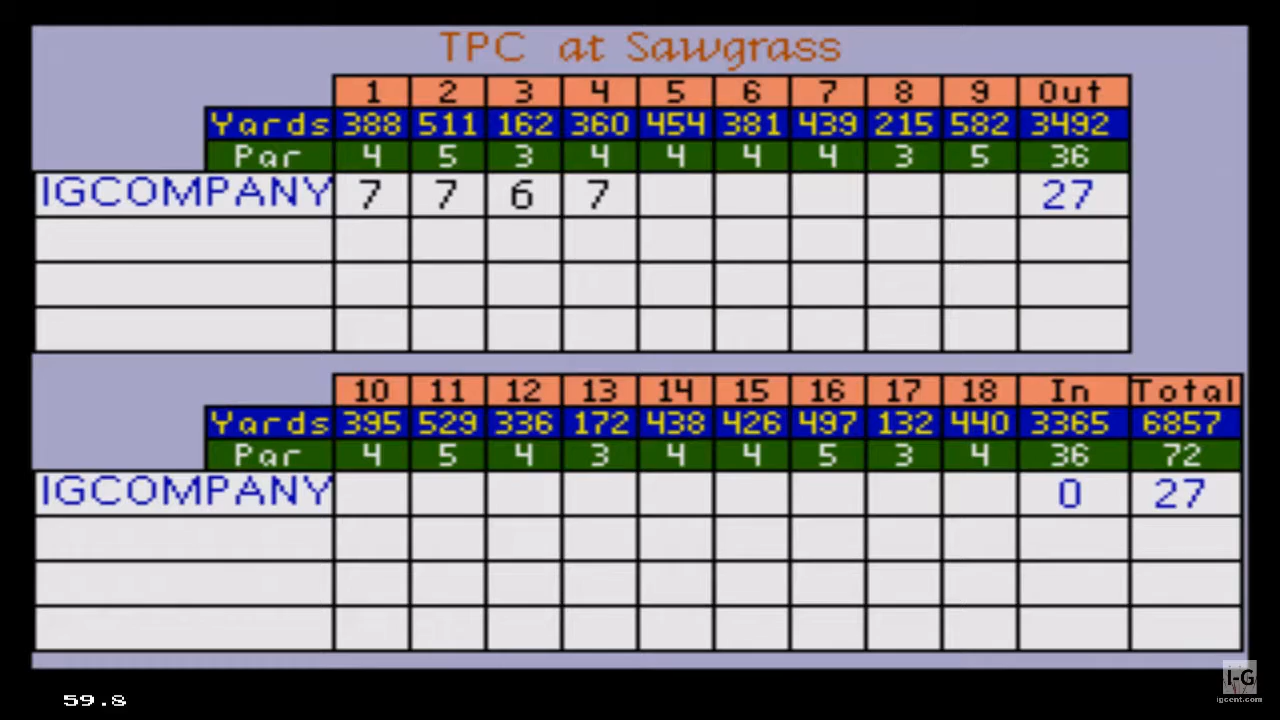 TPC at Sawgrass
1 2 3 4 5 6 7 8 9 Out
Yards 388 511 162 360 454 381 439 215 582 3492
Par 4 5 3 4 4 4 4 3 5 36
IGCOMPANY 7 7 6 7 27
10 11 12 13 14 15 16 17 18 In Total
Yards 395 529 336 172 438 426 497 132 440 3365 6857
Par 4 5 4 3 4 4 5 3 4 36 72
IGCOMPANY 0 27
I-G
igcent.com
59.8